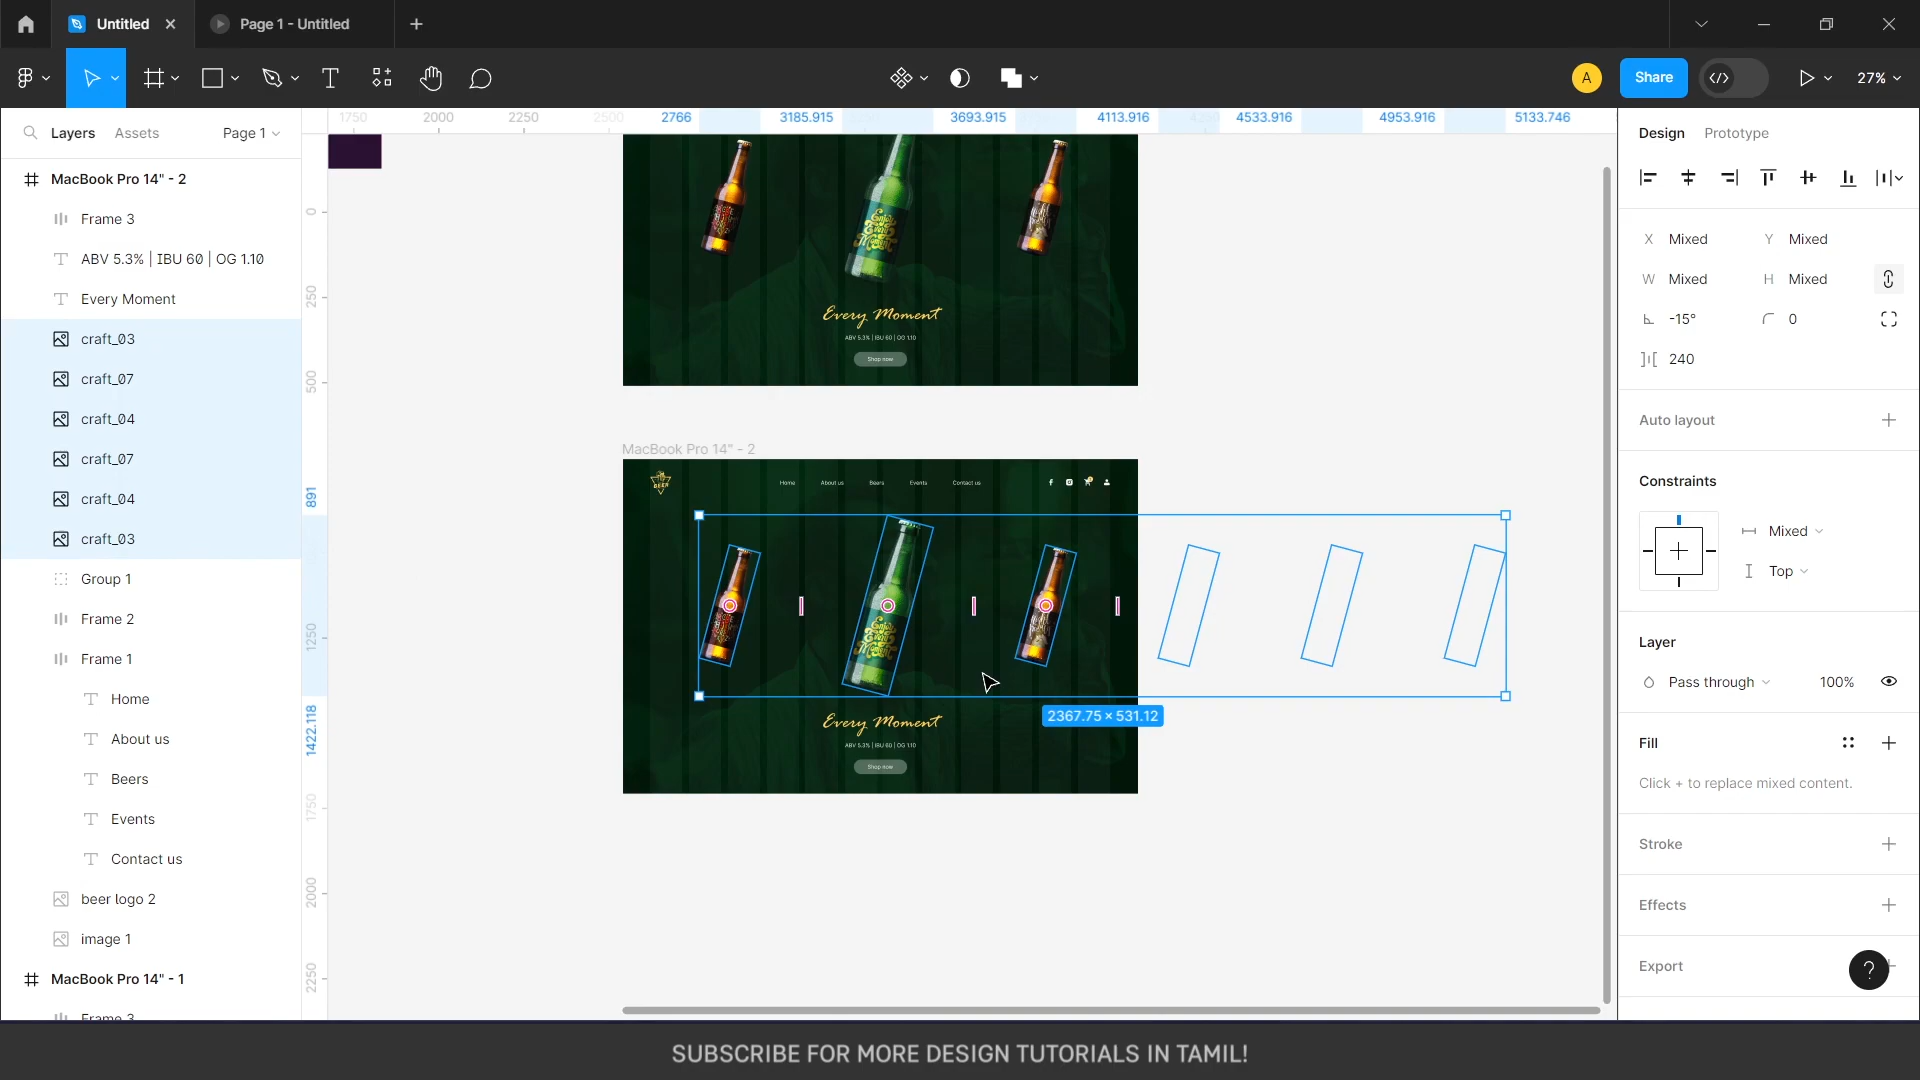 Untitled
Page 1 - Untitled
A
Share
27%
Layers
Assets
Page 1
MacBook Pro 14" - 2
Frame 3
ABV 5.3% | IBU 60 | OG 1.10
Every Moment
craft_03
craft_07
craft_04
craft_07
craft_04
craft_03
Group 1
Frame 2
Frame 1
Home
About us
Beers
Events
Contact us
beer logo 2
image 1
MacBook Pro 14" - 1
Frame 3
1750
2000
2250
2500
2766
3185.915
3693.915
4113.916
4533.916
4953.916
5133.746
0
250
500
891
1250
1422.118
1750
2000
2250
Enjoy Every Moment
Every Moment
ABV 5.3% | IBU 60 | OG 1.10
Shop now
MacBook Pro 14" - 2
BEER
Home
About us
Beers
Events
Contact us
Enjoy Every Moment
Every Moment
ABV 5.3% | IBU 60 | OG 1.10
Shop now
2367.75 × 531.12
Design
Prototype
X Mixed
Y Mixed
W Mixed
H Mixed
-15°
0
240
Auto layout
Constraints
Mixed
Top
Layer
Pass through
100%
Fill
Click + to replace mixed content.
Stroke
Effects
Export
?
SUBSCRIBE FOR MORE DESIGN TUTORIALS IN TAMIL!